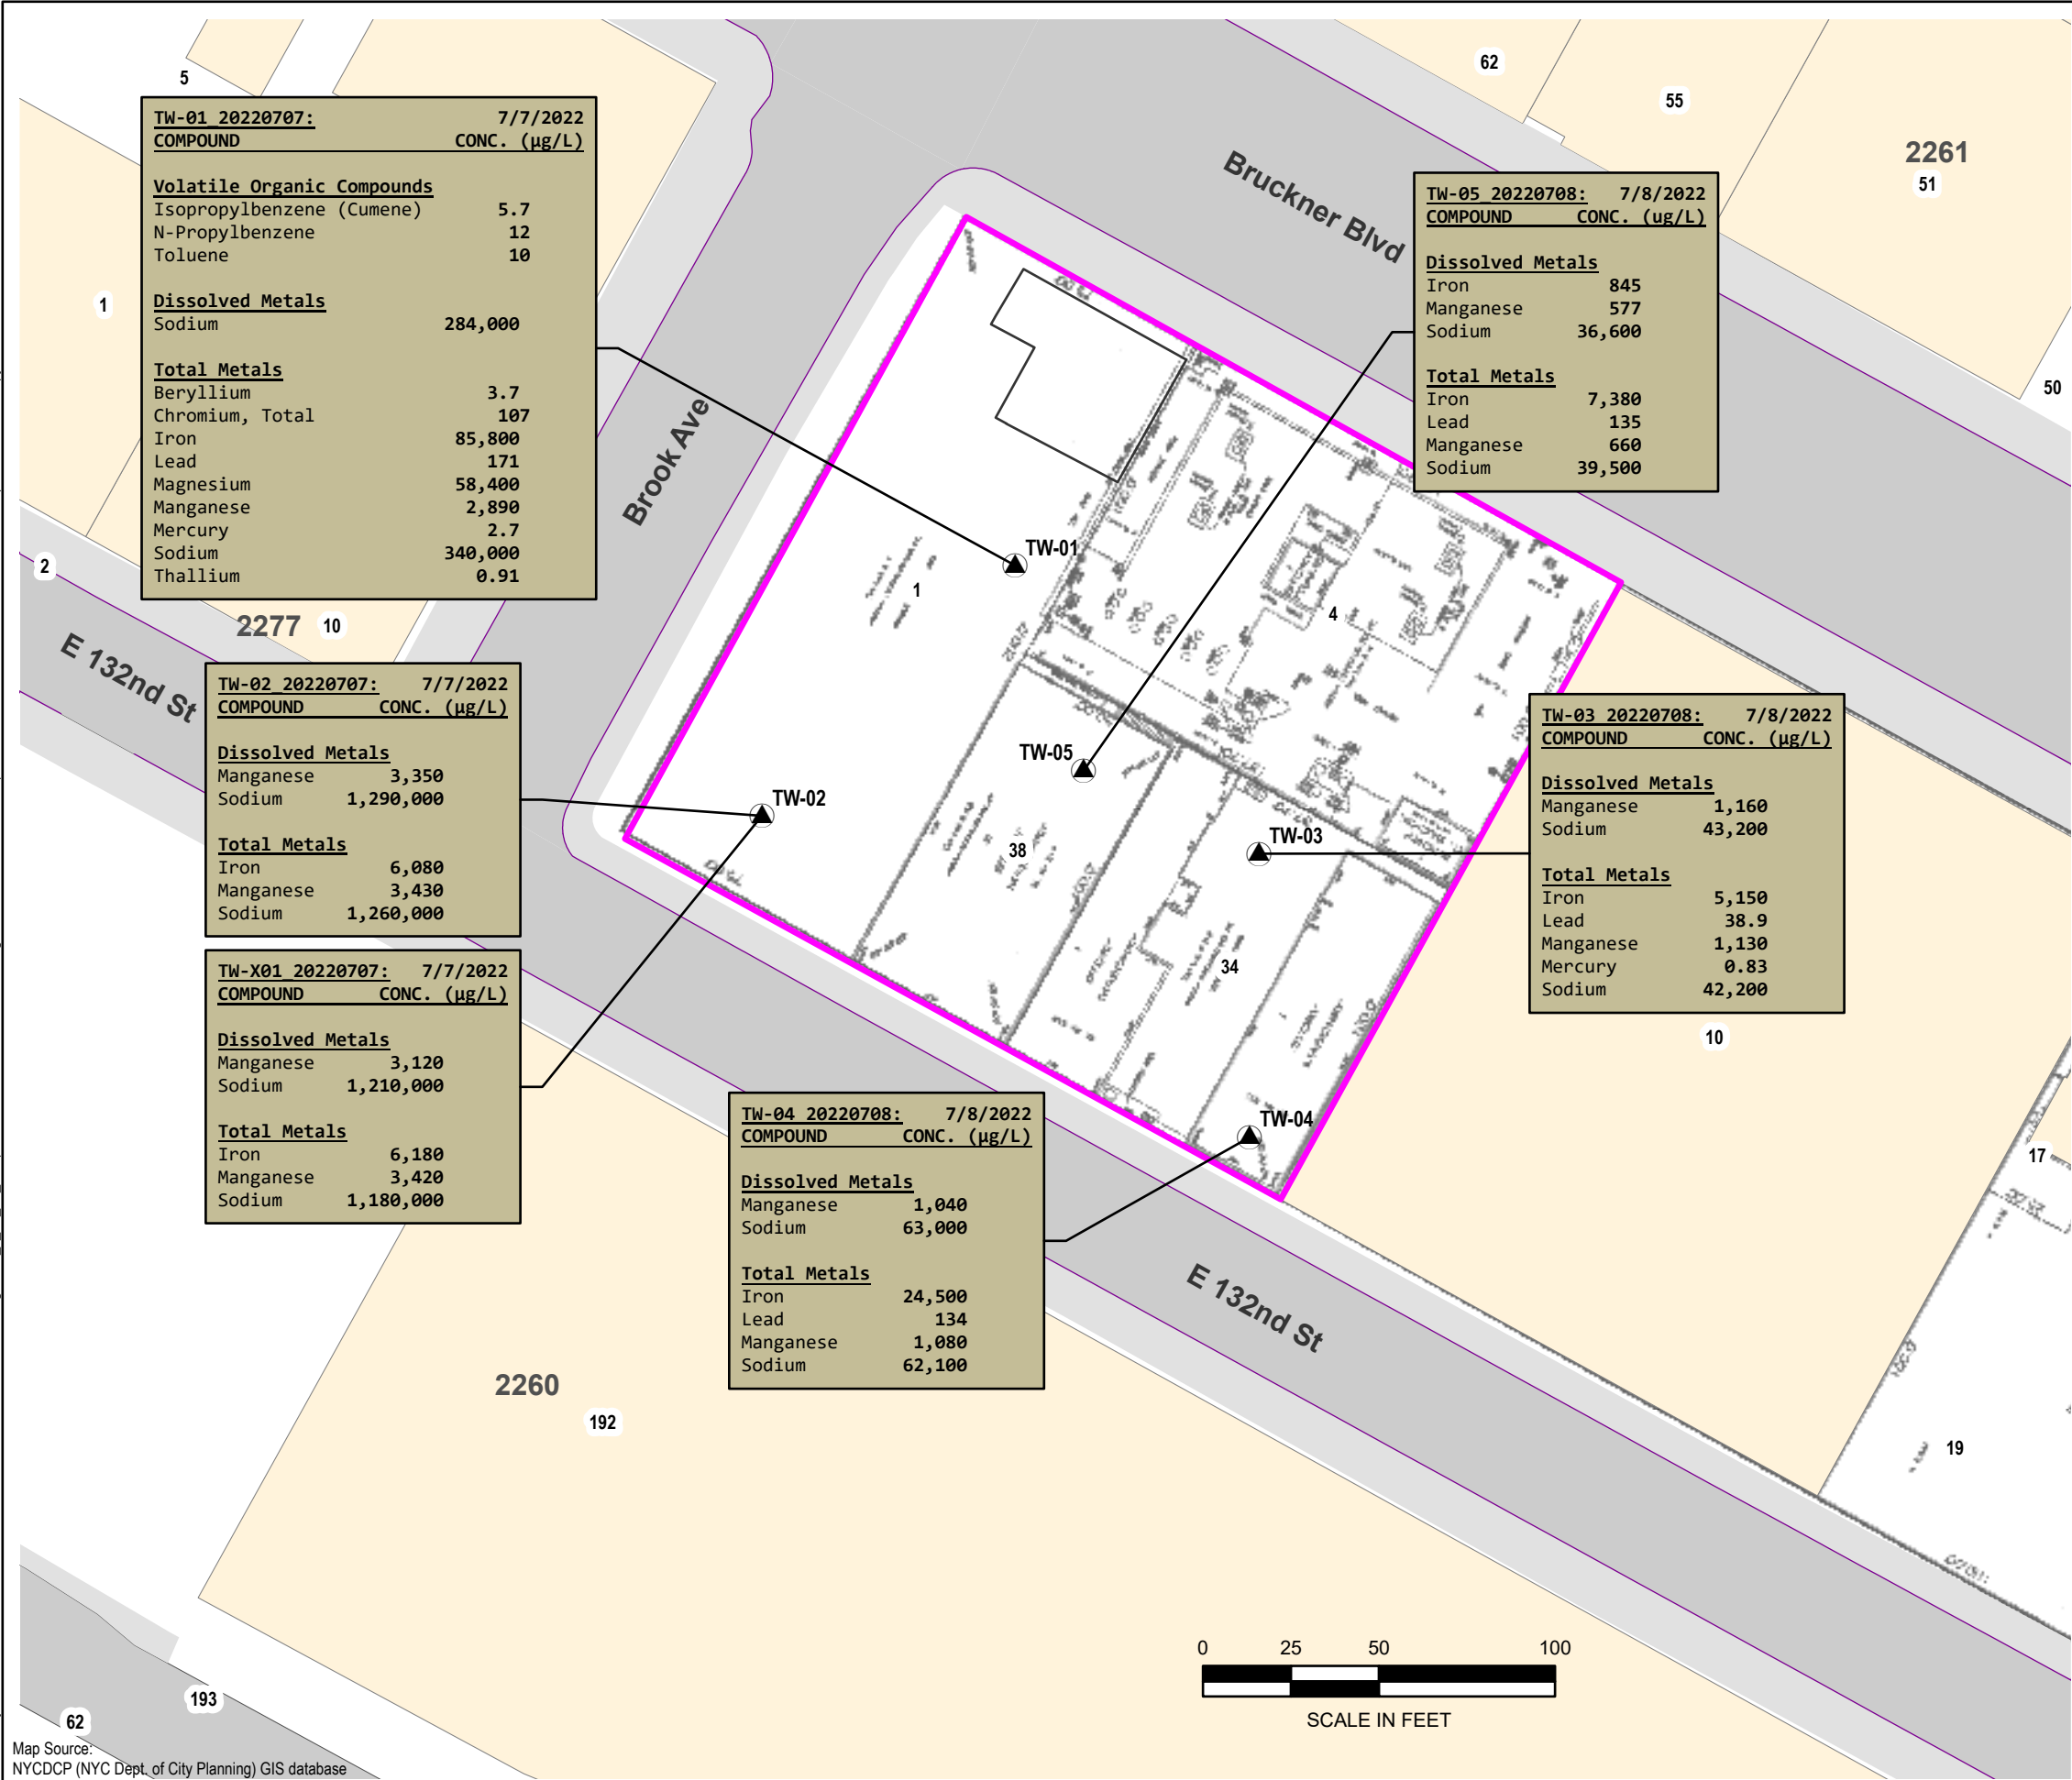 5
62
55
2261
51
50
1
2
2277 10
Bruckner Blvd
Brook Ave
E 132nd St
TW-01_20220707: 7/7/2022
COMPOUND CONC. (µg/L)
Volatile Organic Compounds
Isopropylbenzene (Cumene) 5.7
N-Propylbenzene 12
Toluene 10
Dissolved Metals
Sodium 284,000
Total Metals
Beryllium 3.7
Chromium, Total 107
Iron 85,800
Lead 171
Magnesium 58,400
Manganese 2,890
Mercury 2.7
Sodium 340,000
Thallium 0.91
TW-05_20220708: 7/8/2022
COMPOUND CONC. (µg/L)
Dissolved Metals
Iron 845
Manganese 577
Sodium 36,600
Total Metals
Iron 7,380
Lead 135
Manganese 660
Sodium 39,500
TW-02_20220707: 7/7/2022
COMPOUND CONC. (µg/L)
Dissolved Metals
Manganese 3,350
Sodium 1,290,000
Total Metals
Iron 6,080
Manganese 3,430
Sodium 1,260,000
TW-03_20220708: 7/8/2022
COMPOUND CONC. (µg/L)
Dissolved Metals
Manganese 1,160
Sodium 43,200
Total Metals
Iron 5,150
Lead 38.9
Manganese 1,130
Mercury 0.83
Sodium 42,200
TW-X01_20220707: 7/7/2022
COMPOUND CONC. (µg/L)
Dissolved Metals
Manganese 3,120
Sodium 1,210,000
Total Metals
Iron 6,180
Manganese 3,420
Sodium 1,180,000
TW-04_20220708: 7/8/2022
COMPOUND CONC. (µg/L)
Dissolved Metals
Manganese 1,040
Sodium 63,000
Total Metals
Iron 24,500
Lead 134
Manganese 1,080
Sodium 62,100
TW-01
1
4
TW-05
TW-02
TW-03
38
34
TW-04
10
17
19
E 132nd St
2260
192
193
62
0 25 50 100
SCALE IN FEET
Map Source:
NYCDCP (NYC Dept. of City Planning) GIS database